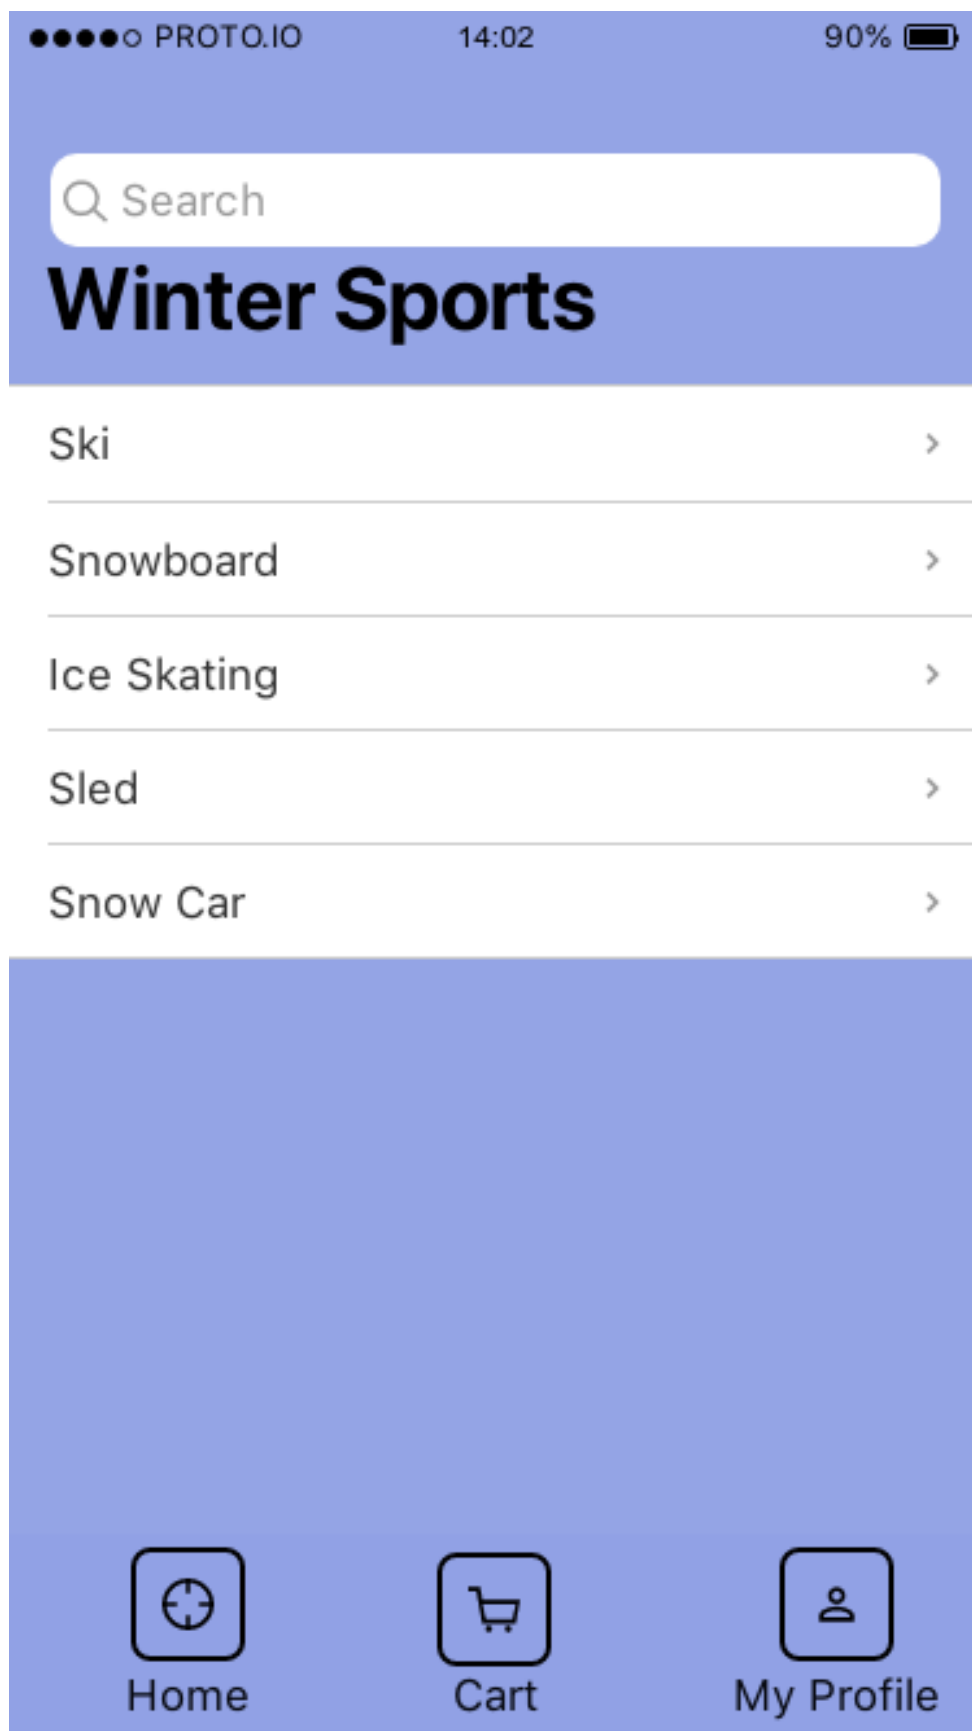 PROTO.IO 14:02 90%
Search
Winter Sports
Ski
Snowboard
Ice Skating
Sled
Snow Car
Home Cart My Profile